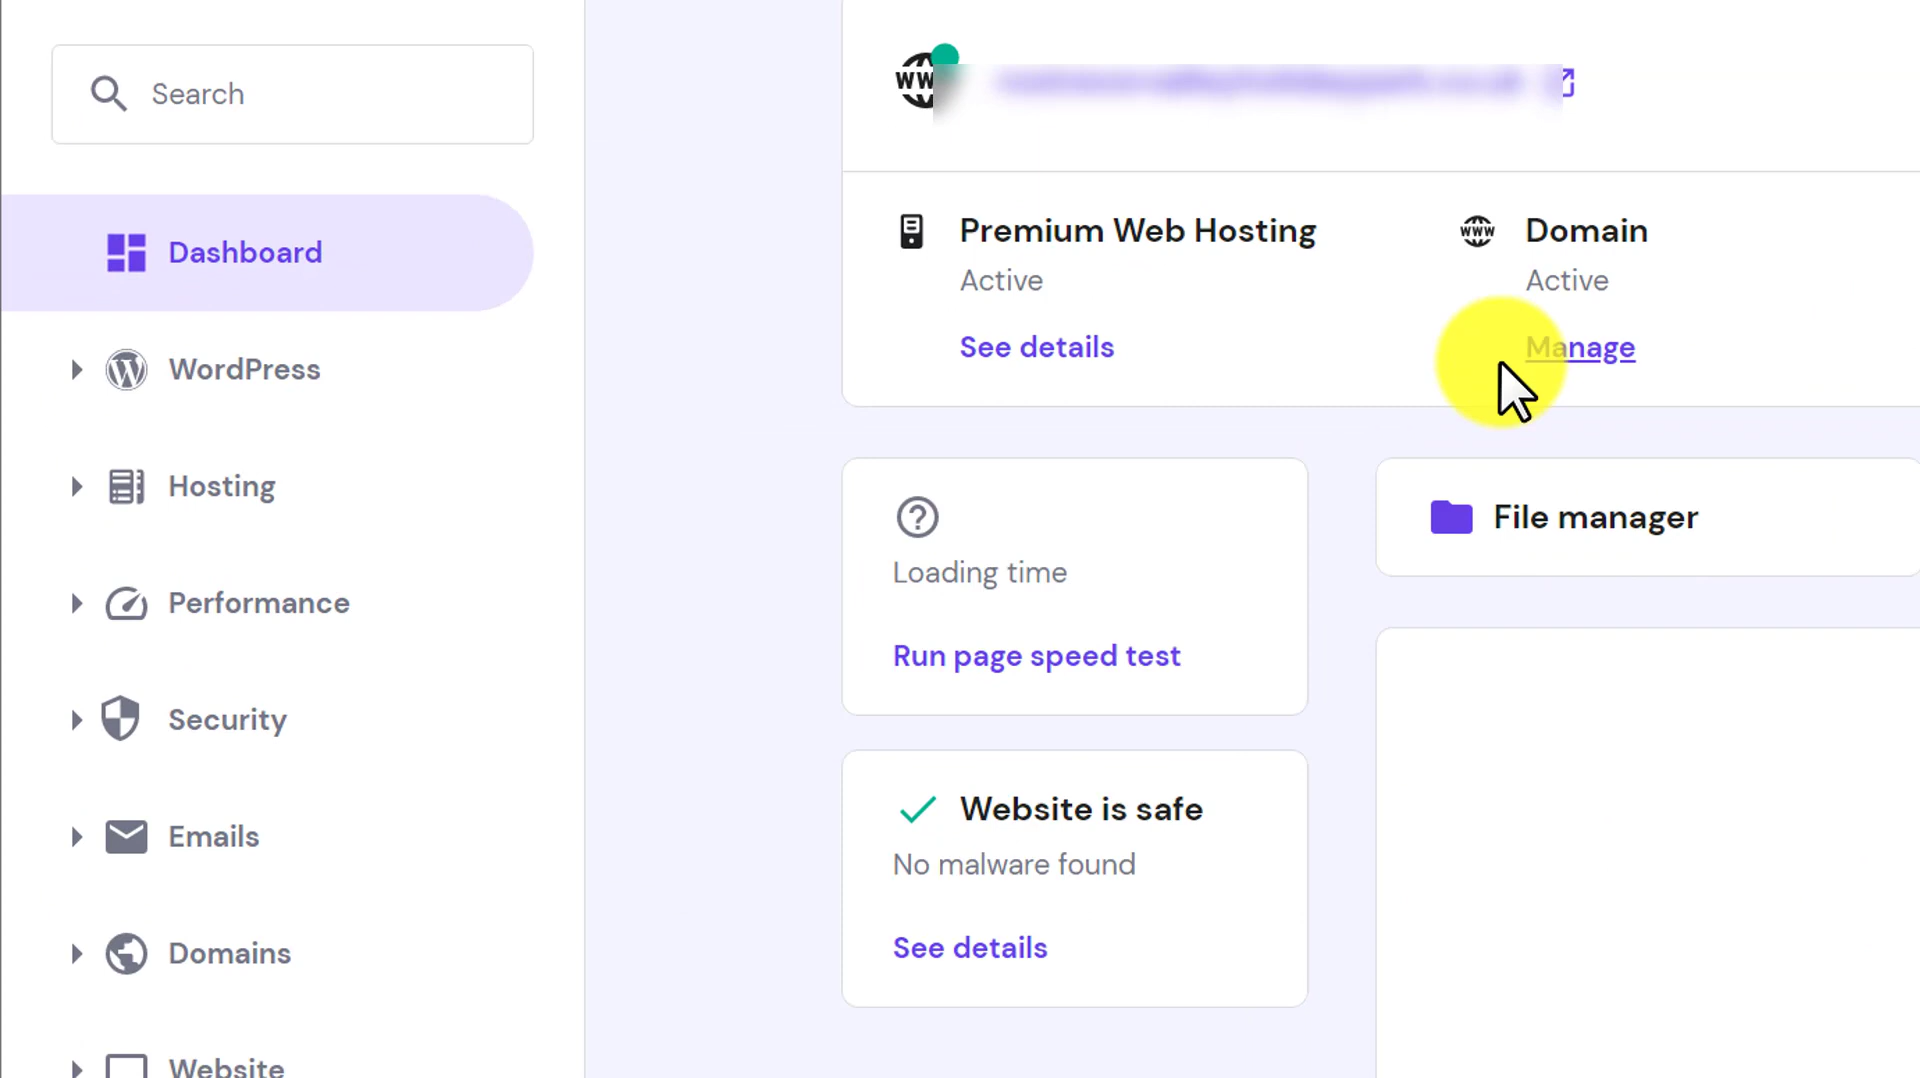 Search
Dashboard
WordPress
Hosting
Performance
Security
Emails
Domains
Website
Premium Web Hosting
Active
See details
Domain
Active
Manage
Loading time
Run page speed test
File manager
Website is safe
No malware found
See details